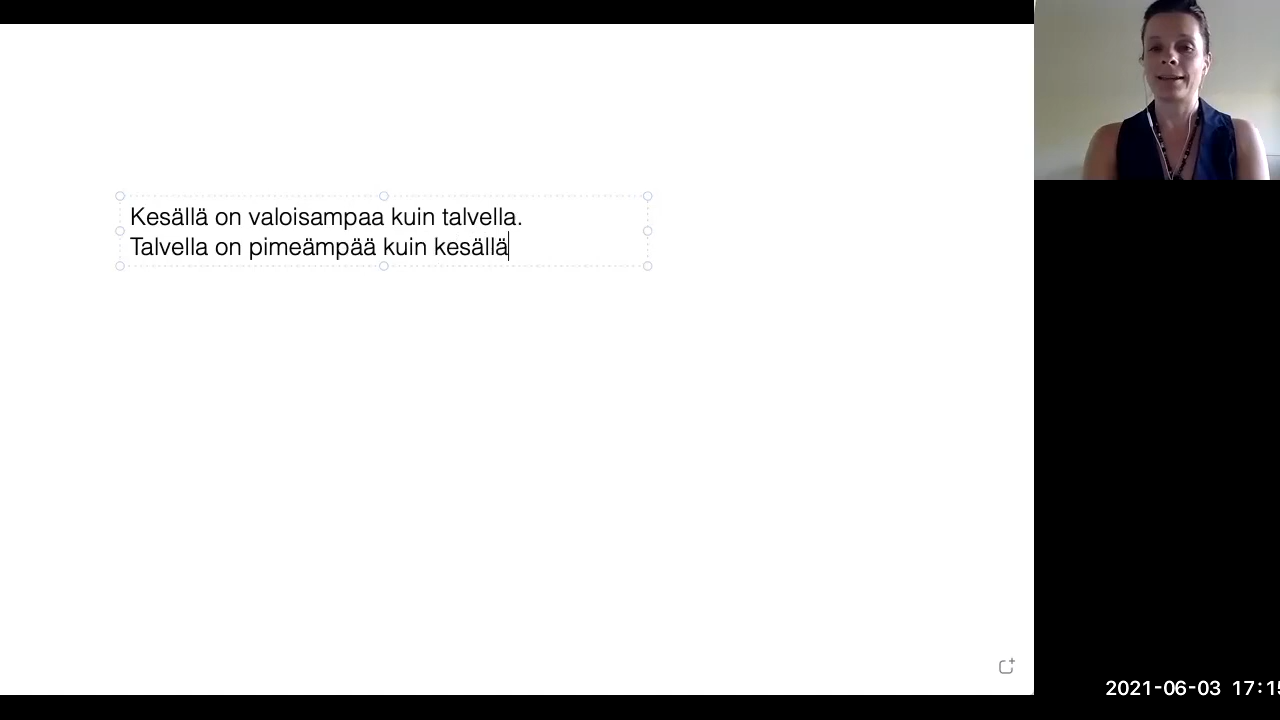 Kesällä on valoisampaa kuin talvella.
Talvella on pimeämpää kuin kesällä
2021-06-03 17:15